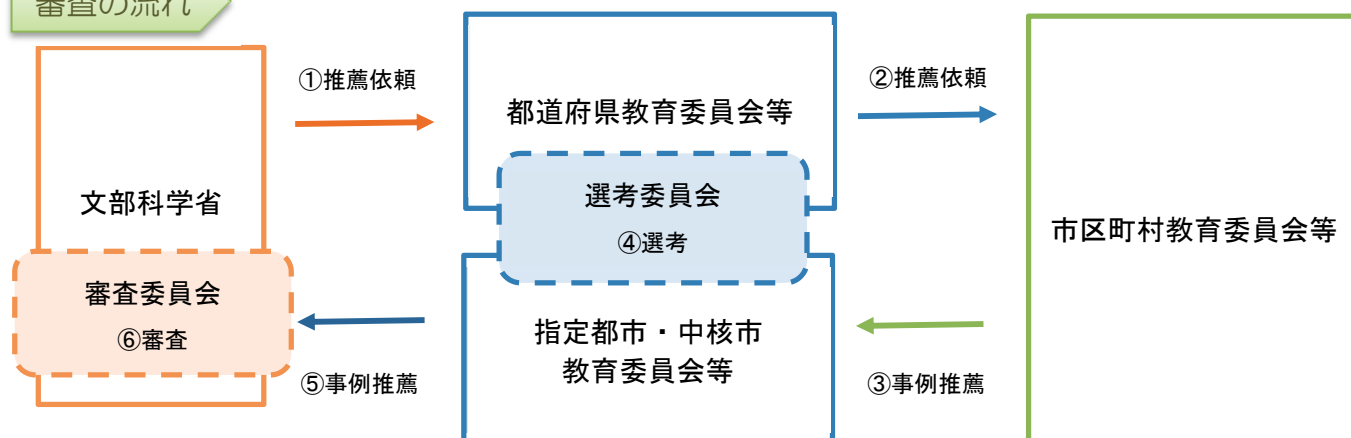 審査の流れ
①推薦依頼
②推薦依頼
都道府県教育委員会等
文部科学省
選考委員会
④選考
市区町村教育委員会等
審査委員会
⑥審査
指定都市・中核市
教育委員会等
⑤事例推薦
③事例推薦